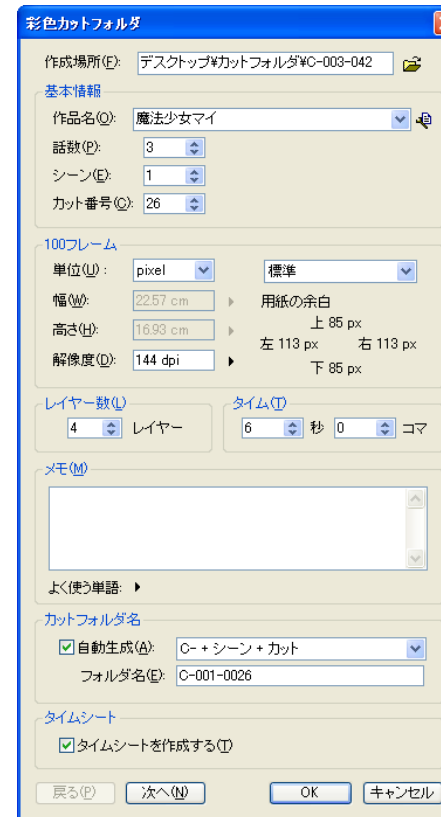 彩色カットフォルダ
作成場所(F): デスクトップ¥カットフォルダ¥C-003-042
基本情報
作品名(O): 魔法少女マイ
話数(P): 3
シーン(E): 1
カット番号(C): 26
100フレーム
単位(U): pixel 標準
幅(W): 22.57 cm 用紙の余白
上 85 px
高さ(H): 16.93 cm
左 113 px 右 113 px
解像度(D): 144 dpi
下 85 px
レイヤー数(L) タイム(T)
4 レイヤー 6 秒 0 コマ
メモ(M)
よく使う単語:
カットフォルダ名
自動生成(A): C- + シーン + カット
フォルダ名(E): C-001-0026
タイムシート
タイムシートを作成する(T)
戻る(P) 次へ(N) OK キャンセル